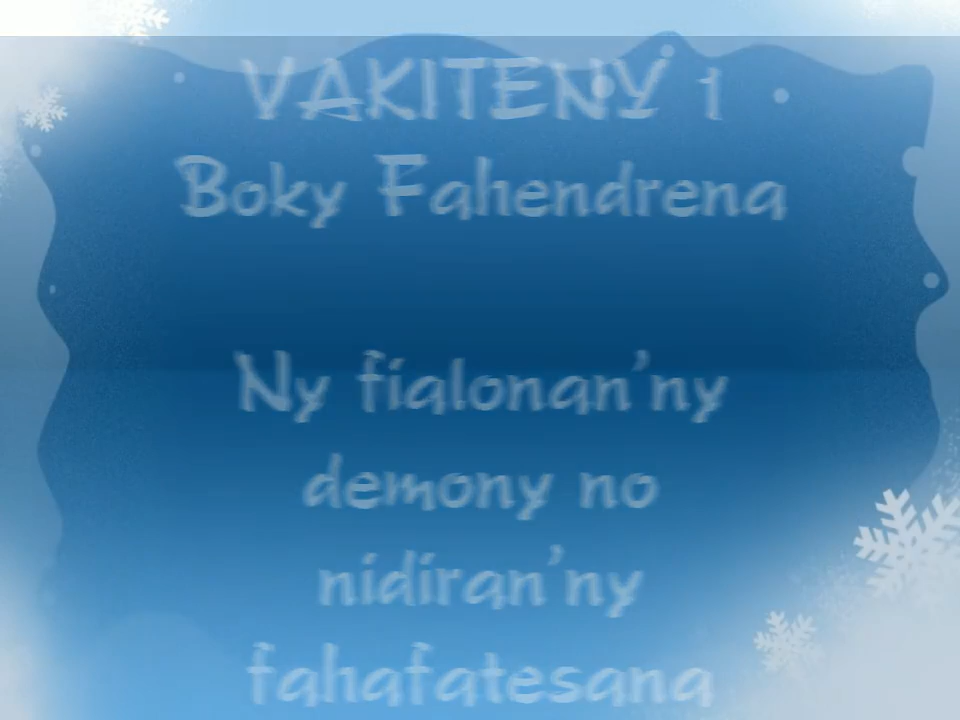 VAKITENY 1
Boky Fahendrena
Ny fialonan’ny
demony no
nidiran’ny
fahafatesana